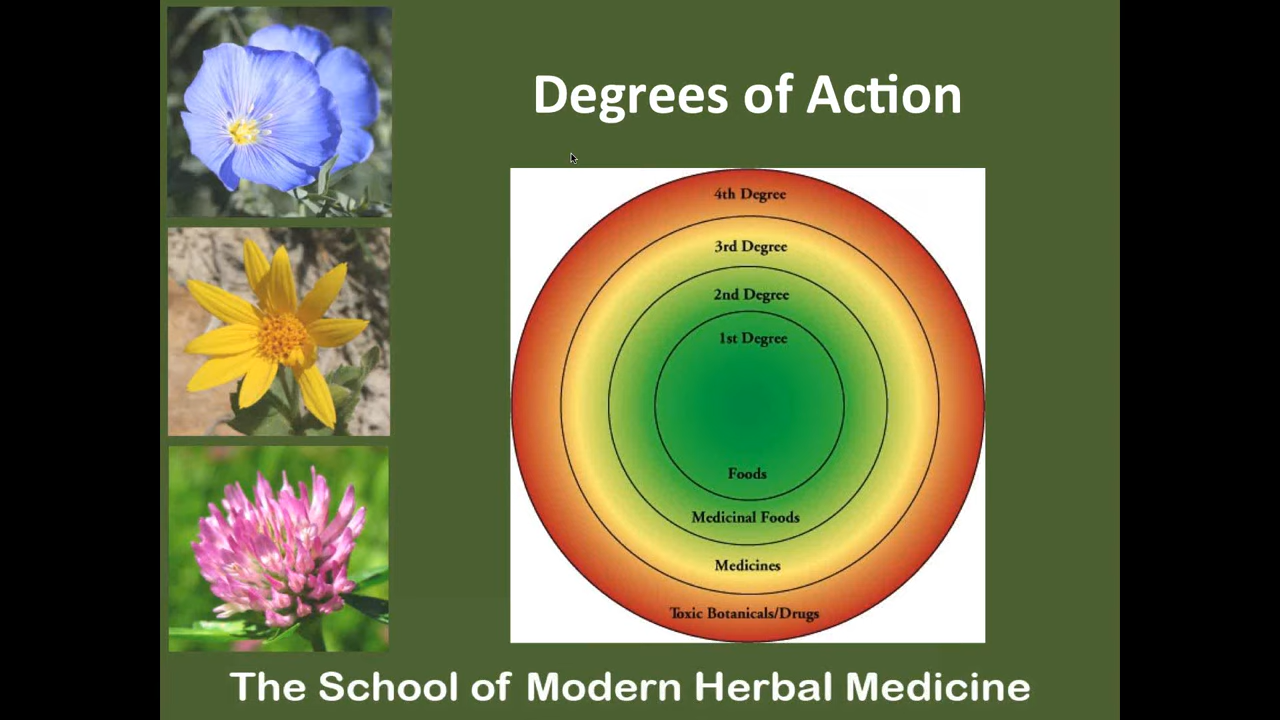 Degrees of Action
4th Degree
3rd Degree
2nd Degree
1st Degree
Foods
Medicinal Foods
Medicines
Toxic Botanicals/Drugs
The School of Modern Herbal Medicine